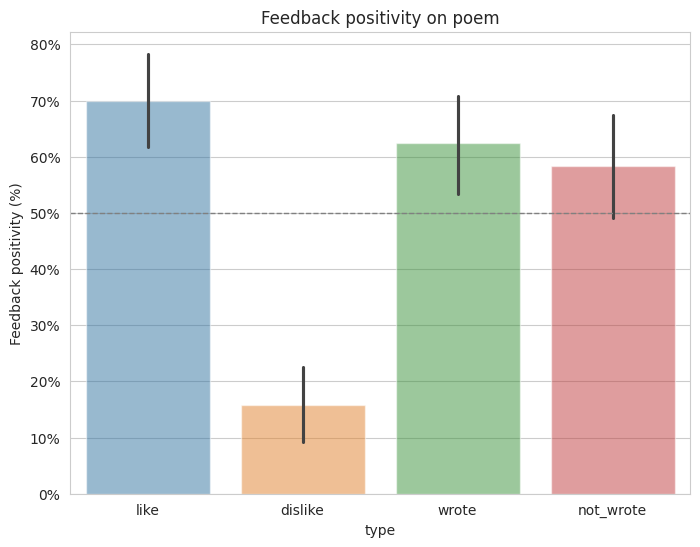 Feedback positivity on poem
80%
70%
60%
50%
40%
30%
20%
10%
0%
Feedback positivity (%)
like
dislike
wrote
not_wrote
type